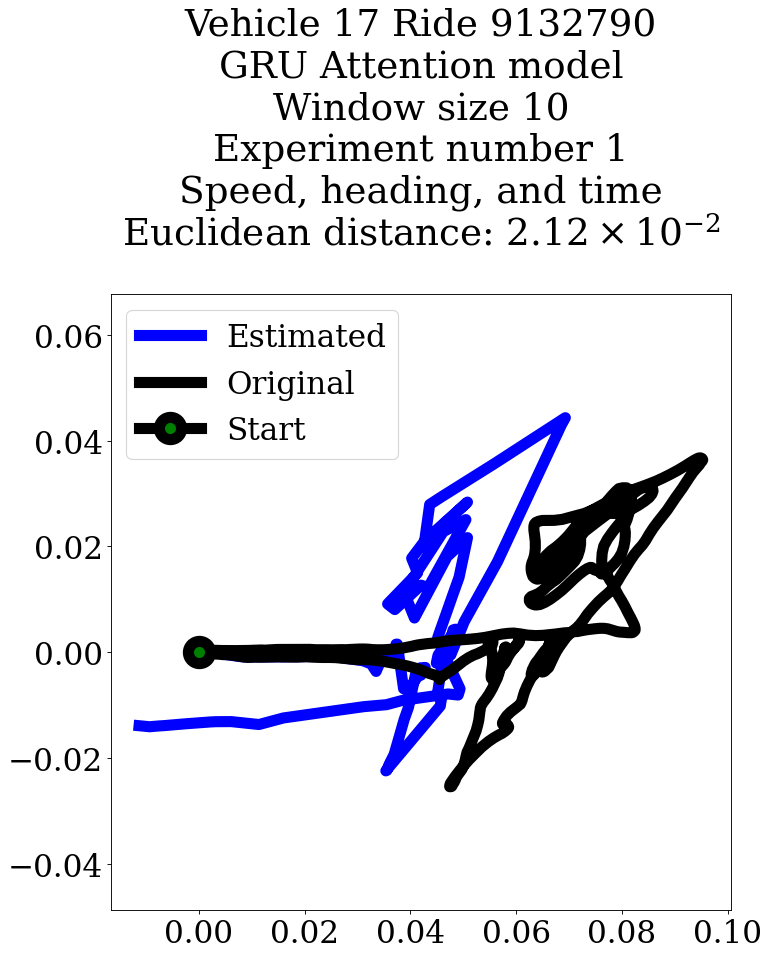 Vehicle 17 Ride 9132790
GRU Attention model
Window size 10
Experiment number 1
Speed, heading, and time
Euclidean distance: 2.12 × 10⁻²
Estimated
Original
Start
0.06
0.04
0.02
0.00
−0.02
−0.04
0.00 0.02 0.04 0.06 0.08 0.10